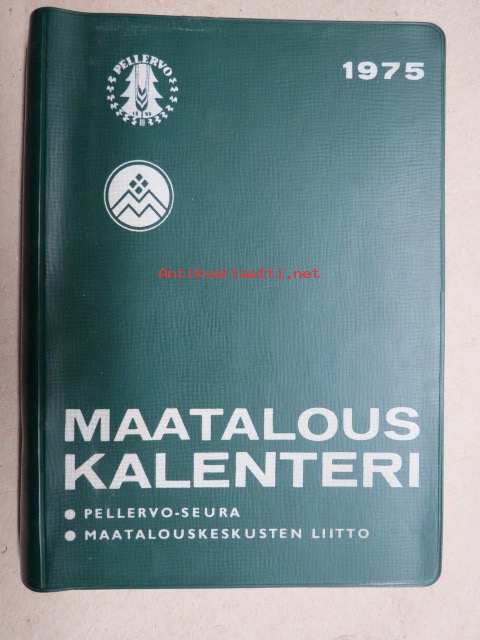 PELLERVO
1975
Antikvariaatti.net
MAATALOUS
KALENTERI
● PELLERVO-SEURA
● MAATALOUSKESKUSTEN LIITTO